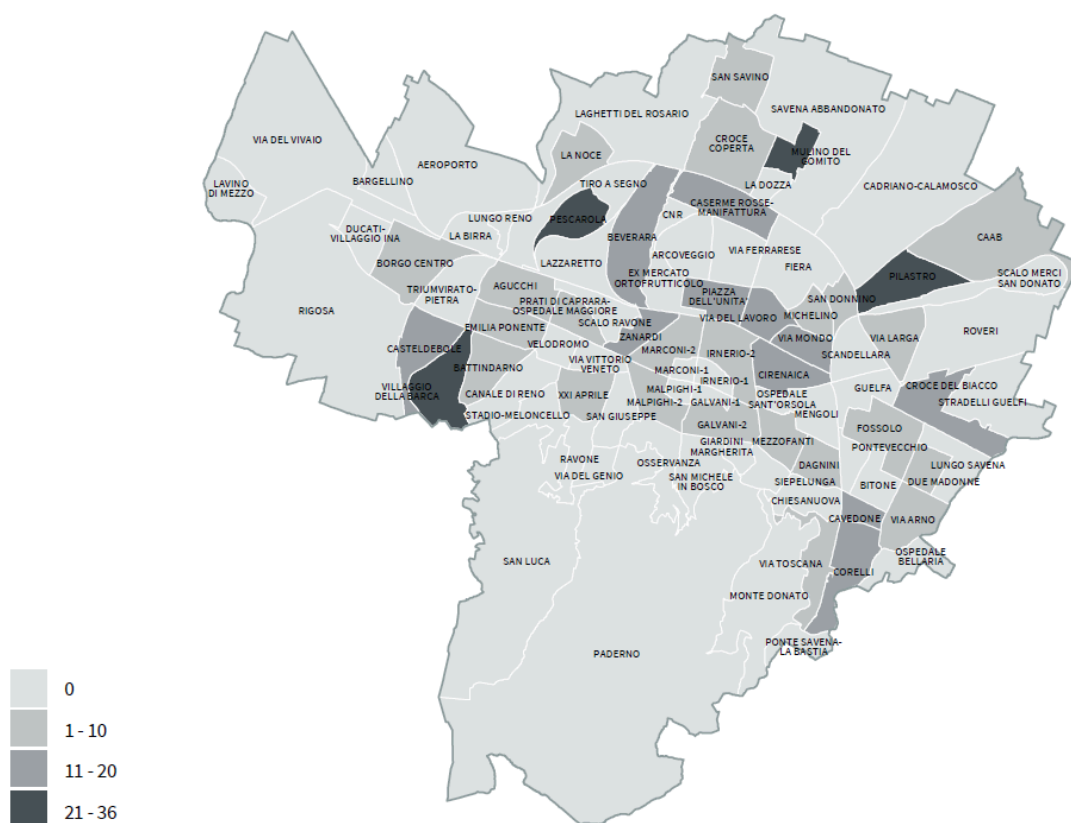 SAN SAVINO
SAVENA ABBANDONATO
LAGHETTI DEL ROSARIO
VIA DEL VIVAIO
CROCE
COPERTA
MULINO DEL
GOMITO
LA NOCE
AEROPORTO
BARGELLINO
LAVINO
DI MEZZO
TIRO A SEGNO
LA DOZZA
CADRIANO-CALAMOSCO
CASERME ROSSE-
MANIFATTURA
LUNGO RENO
PESCAROLA
CNR
DUCATI-
VILLAGGIO INA
LA BIRRA
BEVERARA
CAAB
VIA FERRARESE
ARCOVEGGIO
BORGO CENTRO
LAZZARETTO
FIERA
EX MERCATO
ORTOFRUTTICOLO
PILASTRO
SCALO MERCI
SAN DONATO
TRIUMVIRATO-
PIETRA
AGUCCHI
PIAZZA
DELL'UNITA'
SAN DONNINO
PRATI DI CAPRARA-
OSPEDALE MAGGIORE
RIGOSA
VIA DEL LAVORO
MICHELINO
SCALO RAVONE
EMILIA PONENTE
ROVERI
ZANARDI
VIA MONDO
VIA LARGA
VELODROMO
CASTELDEBOLE
MARCONI-2
IRNERIO-2
SCANDELLARA
VIA VITTORIO
VENETO
BATTINDARNO
MARCONI-1
CIRENAICA
IRNERIO-1
VILLAGGIO
DELLA BARCA
CANALE DI RENO
XXI APRILE
MALPIGHI-1
GUELFA
CROCE DEL BIACCO
OSPEDALE
SANT'ORSOLA
MALPIGHI-2
GALVANI-1
STRADELLI GUELFI
STADIO-MELONCELLO
SAN GIUSEPPE
MENGOLI
GALVANI-2
FOSSOLO
GIARDINI
MARGHERITA
MEZZOFANTI
PONTEVECCHIO
RAVONE
OSSERVANZA
DAGNINI
LUNGO SAVENA
VIA DEL GENIO
SAN MICHELE
IN BOSCO
SIEPELUNGA
BITONE
DUE MADONNE
CHIESANUOVA
CAVEDONE
VIA ARNO
SAN LUCA
VIA TOSCANA
OSPEDALE
BELLARIA
CORELLI
MONTE DONATO
PONTE SAVENA-
LA BASTIA
PADERNO
0
1 - 10
11 - 20
21 - 36